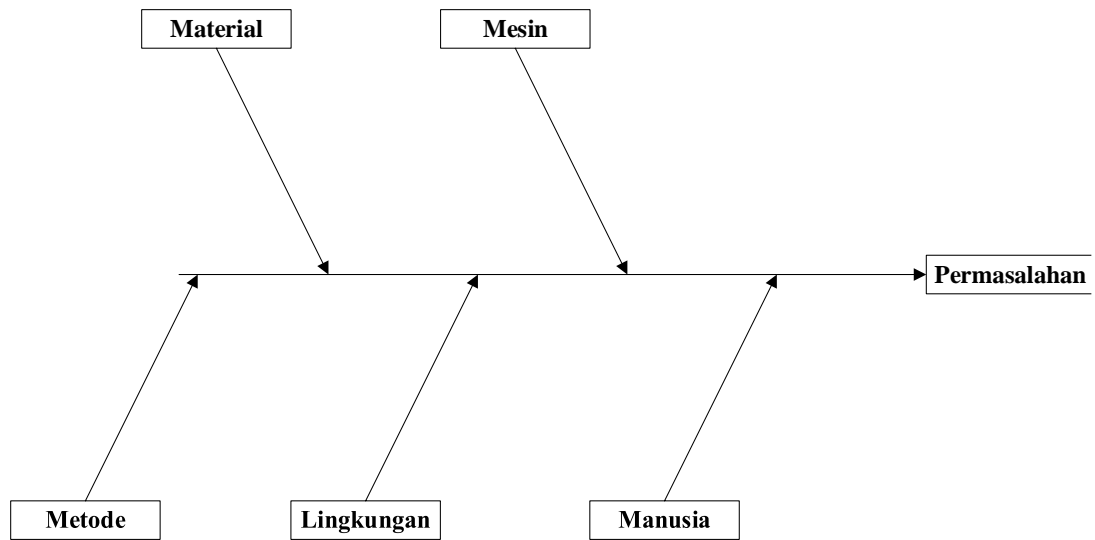 Material
Mesin
Permasalahan
Metode
Lingkungan
Manusia